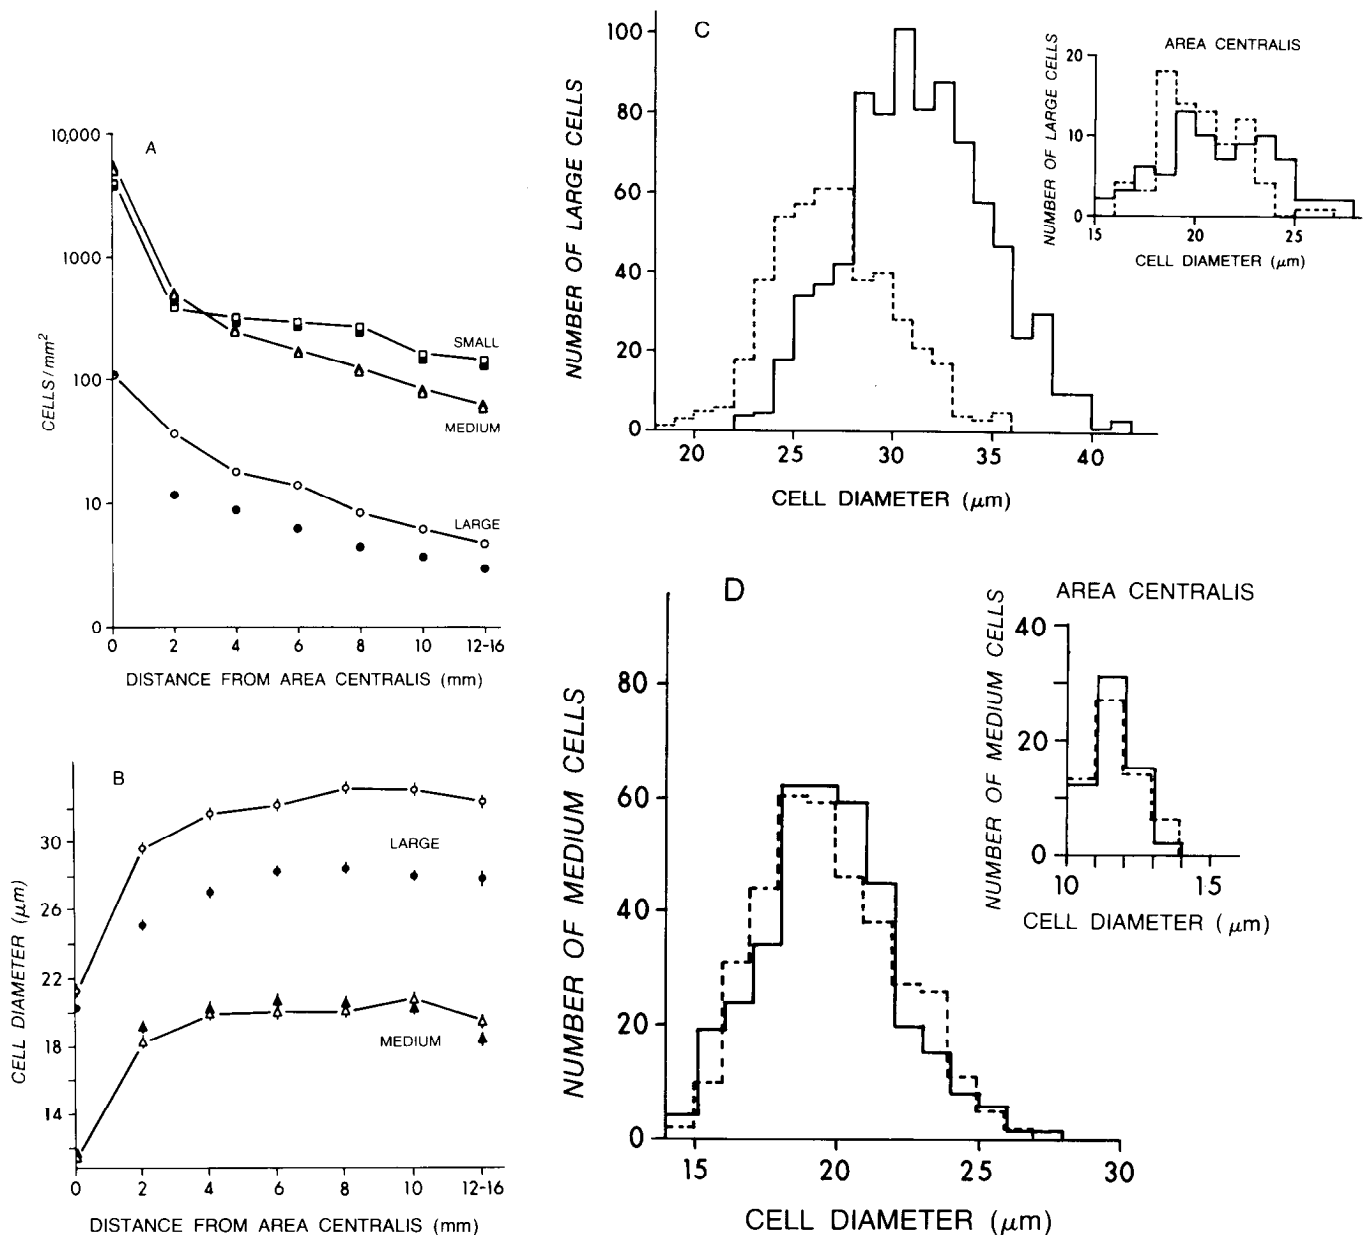 A
10,000
1000
100
10
0
CELLS/mm²
SMALL
MEDIUM
LARGE
0 2 4 6 8 10 12-16
DISTANCE FROM AREA CENTRALIS (mm)
B
30
26
22
18
14
CELL DIAMETER (μm)
LARGE
MEDIUM
0 2 4 6 8 10 12-16
DISTANCE FROM AREA CENTRALIS (mm)
C
100
80
60
40
20
0
NUMBER OF LARGE CELLS
20 25 30 35 40
CELL DIAMETER (μm)
AREA CENTRALIS
20
10
0
NUMBER OF LARGE CELLS
15 20 25
CELL DIAMETER (μm)
D
80
60
40
20
0
NUMBER OF MEDIUM CELLS
15 20 25 30
CELL DIAMETER (μm)
AREA CENTRALIS
40
20
0
NUMBER OF MEDIUM CELLS
10 15
CELL DIAMETER (μm)